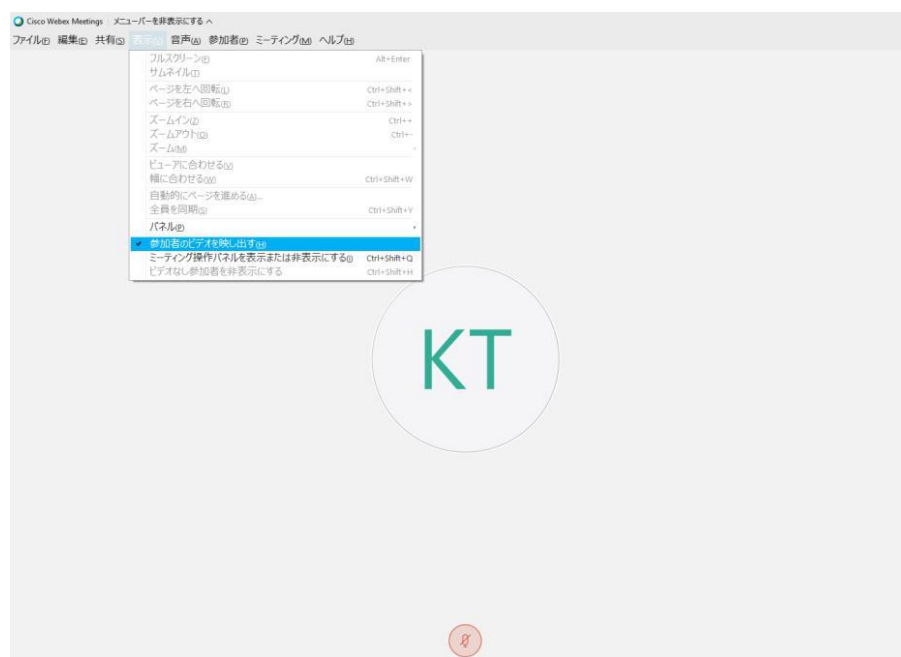 Cisco Webex Meetings メニューバーを非表示にする ヘ
ファイル(F) 編集(E) 共有(S) 表示(V) 音声(A) 参加者(P) ミーティング(M) ヘルプ(H)
フルスクリーン(F) Alt+Enter
サムネイル(T)
ページを左へ回転(L) Ctrl+Shift+<
ページを右へ回転(R) Ctrl+Shift+>
ズームイン(Z) Ctrl++
ズームアウト(O) Ctrl+-
ズーム(M)
ビューアに合わせる(V)
幅に合わせる(W) Ctrl+Shift+W
自動的にページを進める(A)...
全員を同期(S) Ctrl+Shift+Y
パネル(P)
参加者のビデオを映し出す(H)
ミーティング操作パネルを表示または非表示にする(I) Ctrl+Shift+Q
ビデオなし参加者を非表示にする Ctrl+Shift+H
KT